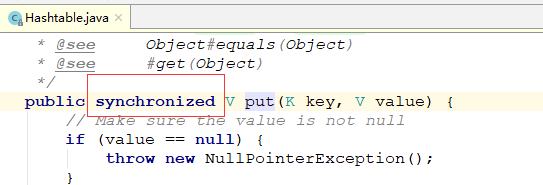 Hashtable.java
* @see Object#equals(Object)
* @see #get(Object)
*/
public synchronized V put(K key, V value) {
// Make sure the value is not null
if (value == null) {
throw new NullPointerException();
}